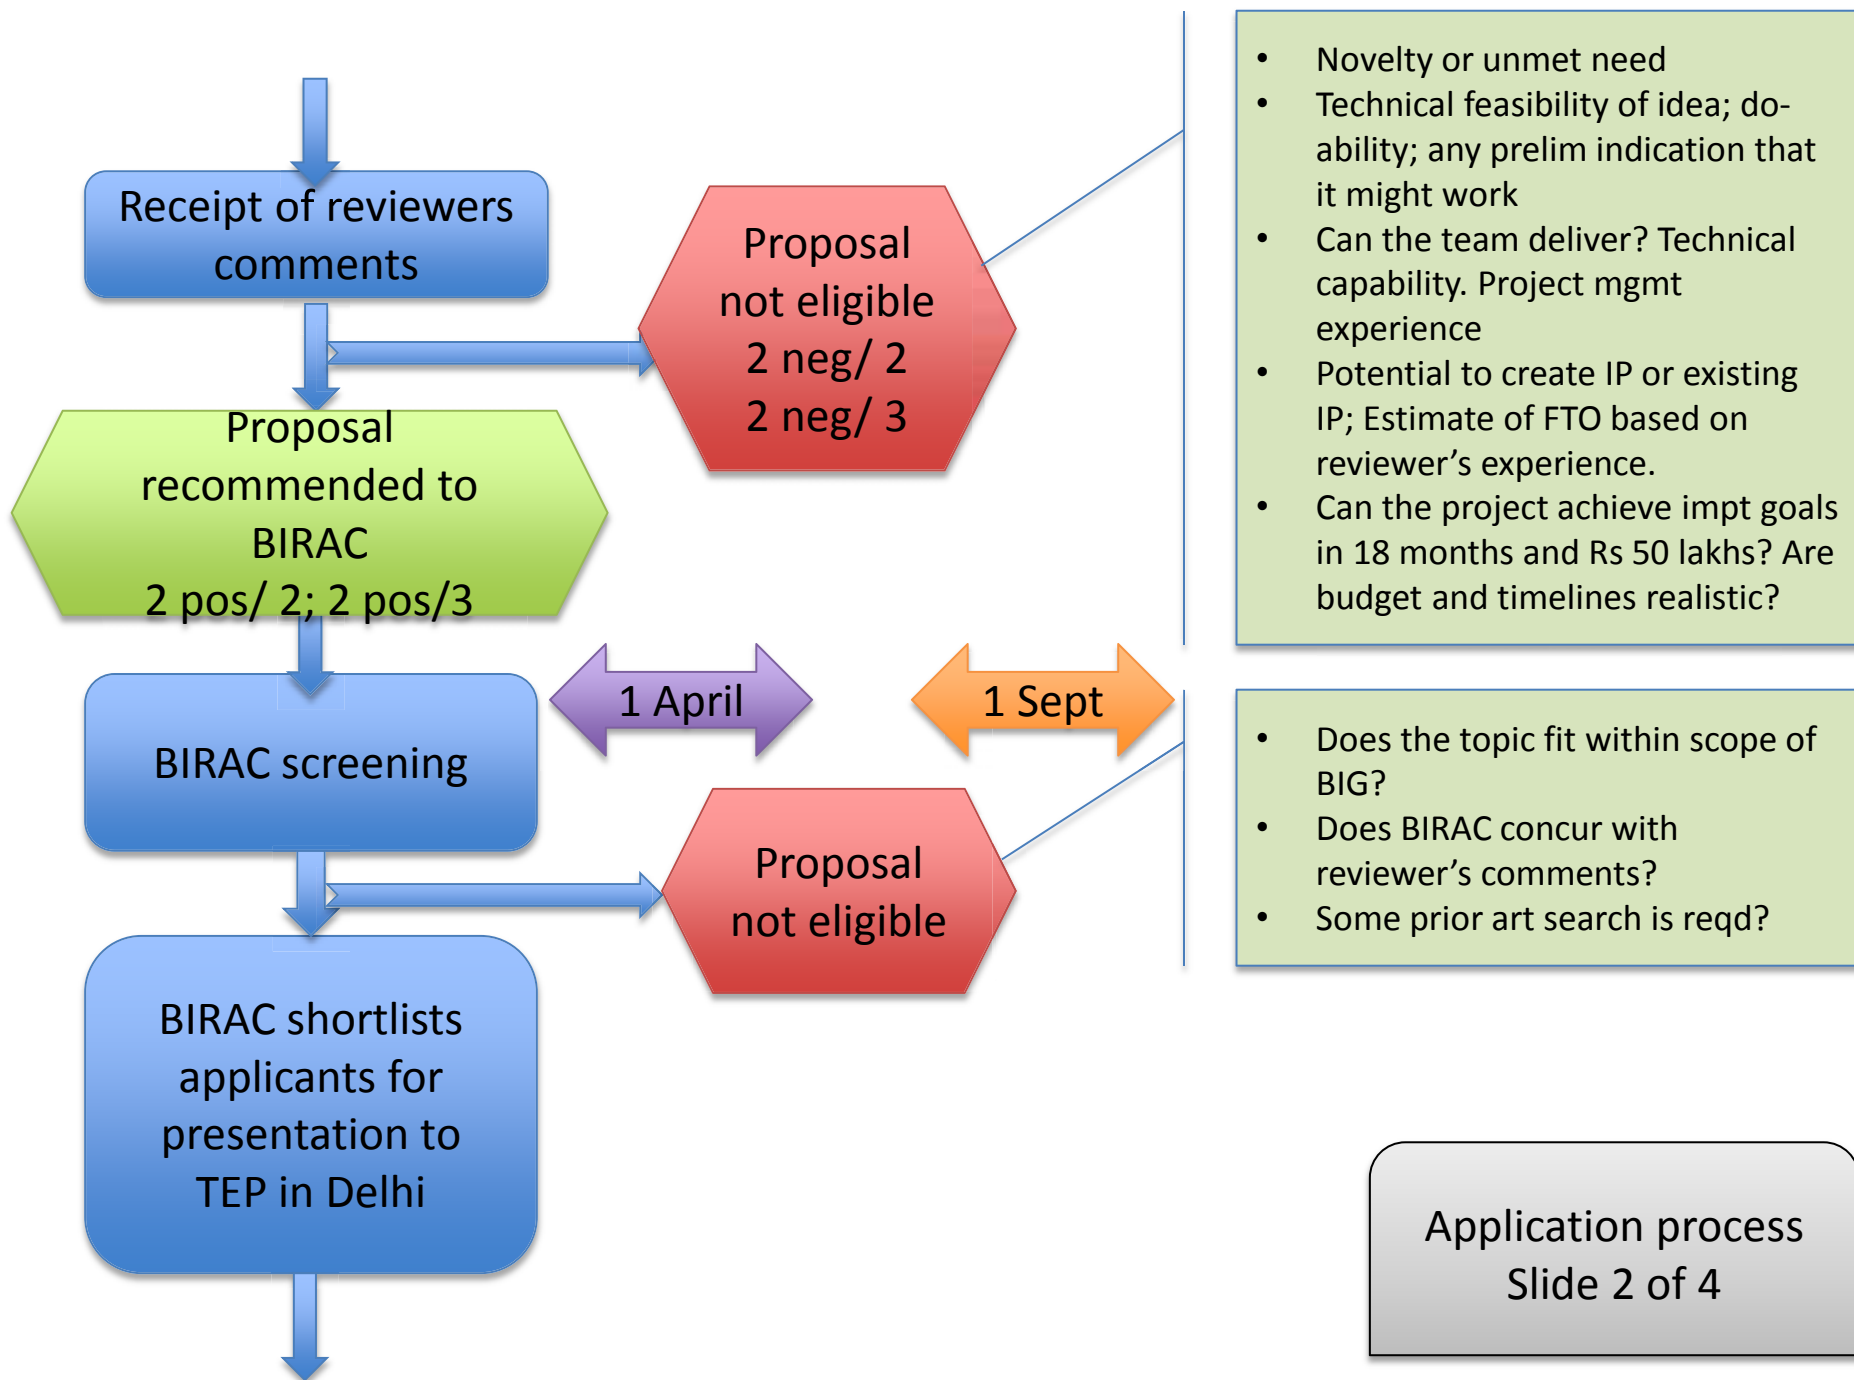 Receipt of reviewers
comments
Proposal
not eligible
2 neg/ 2
2 neg/ 3
Proposal
recommended to
BIRAC
2 pos/ 2; 2 pos/3
• Novelty or unmet need
• Technical feasibility of idea; do-
ability; any prelim indication that
it might work
• Can the team deliver? Technical
capability. Project mgmt
experience
• Potential to create IP or existing
IP; Estimate of FTO based on
reviewer’s experience.
• Can the project achieve impt goals
in 18 months and Rs 50 lakhs? Are
budget and timelines realistic?
BIRAC screening
1 April
1 Sept
Proposal
not eligible
• Does the topic fit within scope of
BIG?
• Does BIRAC concur with
reviewer’s comments?
• Some prior art search is reqd?
BIRAC shortlists
applicants for
presentation to
TEP in Delhi
Application process
Slide 2 of 4